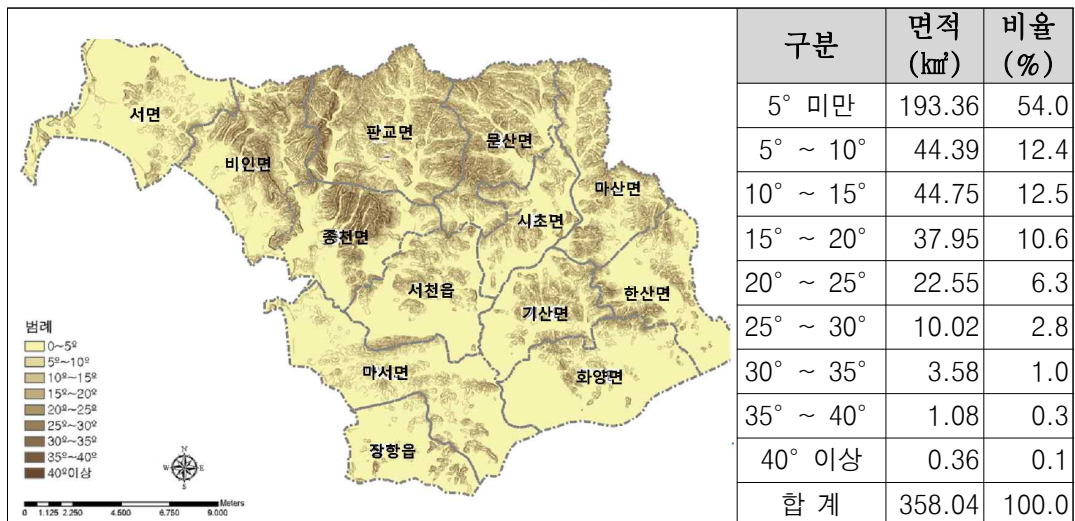 서면
비인면
판교면
문산면
마산면
시초면
종천면
서천읍
기산면
한산면
마서면
화양면
장항읍
범례
0~5º
5º~10º
10º~15º
15º~20º
20º~25º
25º~30º
30º~35º
35º~40º
40º이상
N
W E
S
Meters
0 1.125 2.250 4.500 6.750 9.000
구분 면적(㎢) 비율(%)
5° 미만 193.36 54.0
5° ~ 10° 44.39 12.4
10° ~ 15° 44.75 12.5
15° ~ 20° 37.95 10.6
20° ~ 25° 22.55 6.3
25° ~ 30° 10.02 2.8
30° ~ 35° 3.58 1.0
35° ~ 40° 1.08 0.3
40° 이상 0.36 0.1
합 계 358.04 100.0